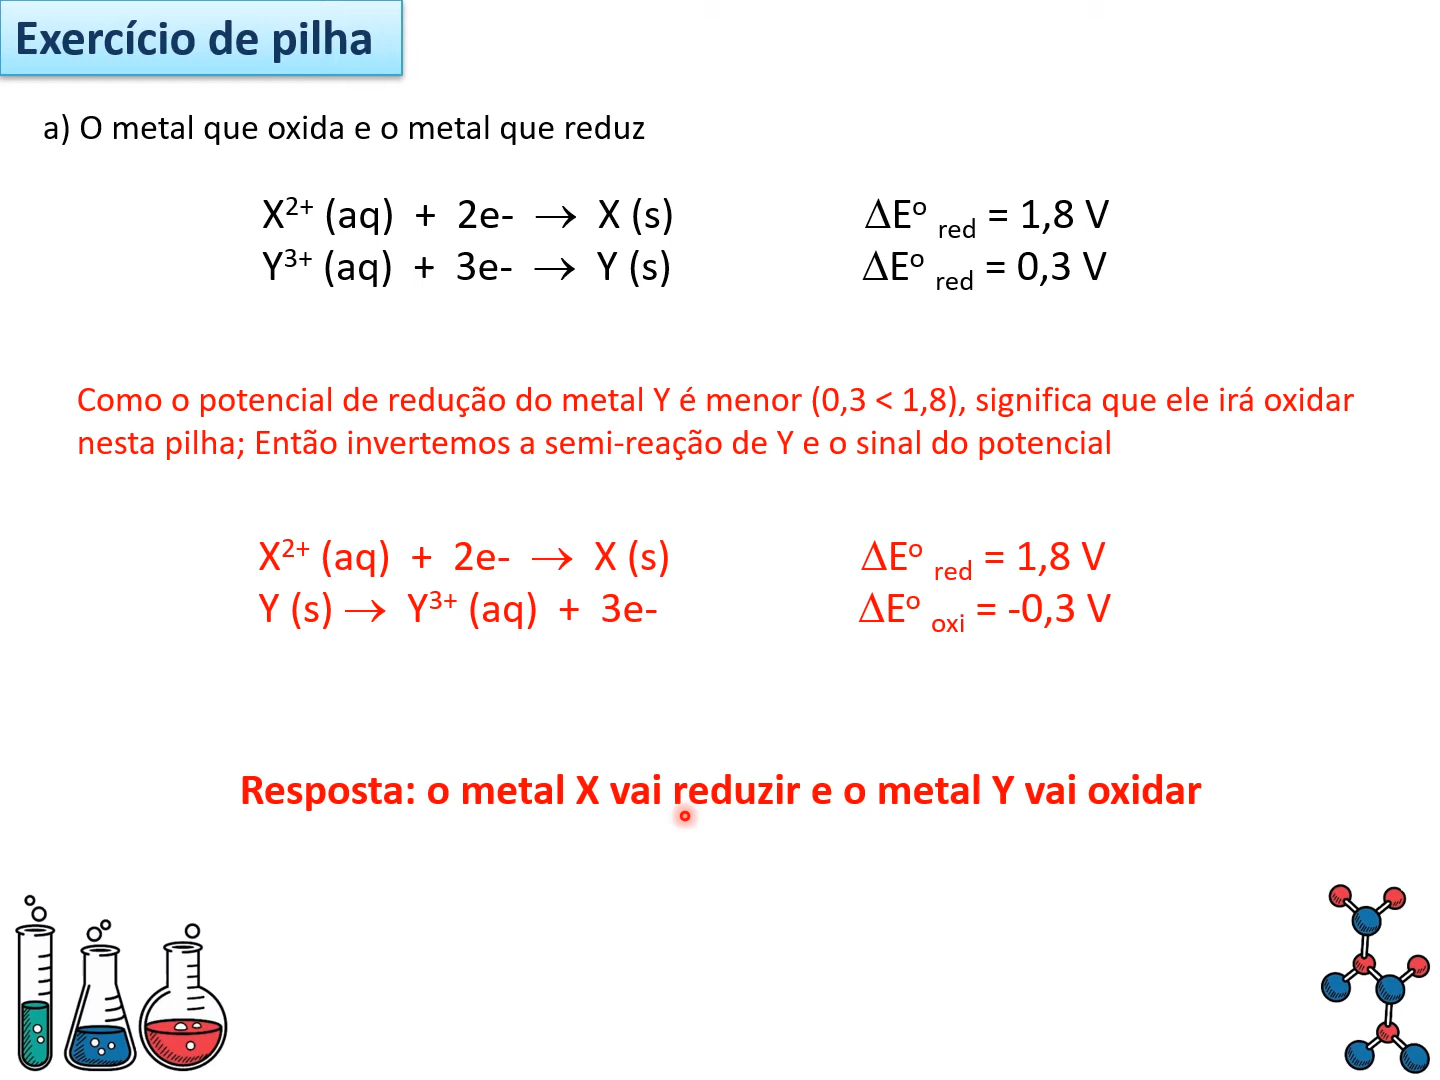 Exercício de pilha
a) O metal que oxida e o metal que reduz
X²⁺ (aq) + 2e- → X (s) ΔEº red = 1,8 V
Y³⁺ (aq) + 3e- → Y (s) ΔEº red = 0,3 V
Como o potencial de redução do metal Y é menor (0,3 < 1,8), significa que ele irá oxidar
nesta pilha; Então invertemos a semi-reação de Y e o sinal do potencial
X²⁺ (aq) + 2e- → X (s) ΔEº red = 1,8 V
Y (s) → Y³⁺ (aq) + 3e- ΔEº oxi = -0,3 V
Resposta: o metal X vai reduzir e o metal Y vai oxidar